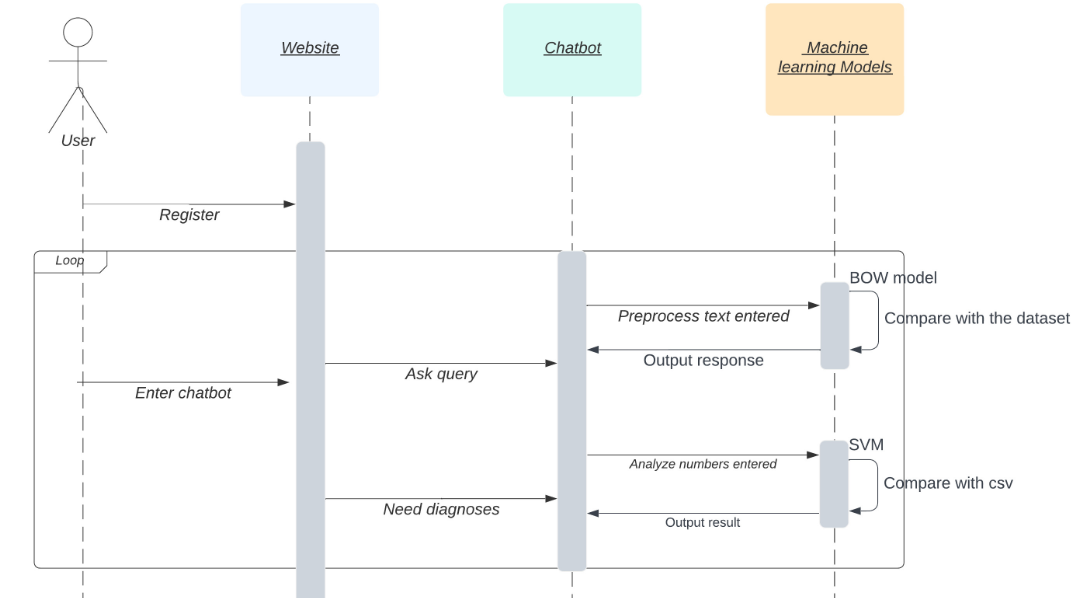 Website
Chatbot
Machine
learning Models
User
Register
Loop
BOW model
Preprocess text entered
Compare with the dataset
Output response
Ask query
Enter chatbot
SVM
Analyze numbers entered
Compare with csv
Need diagnoses
Output result